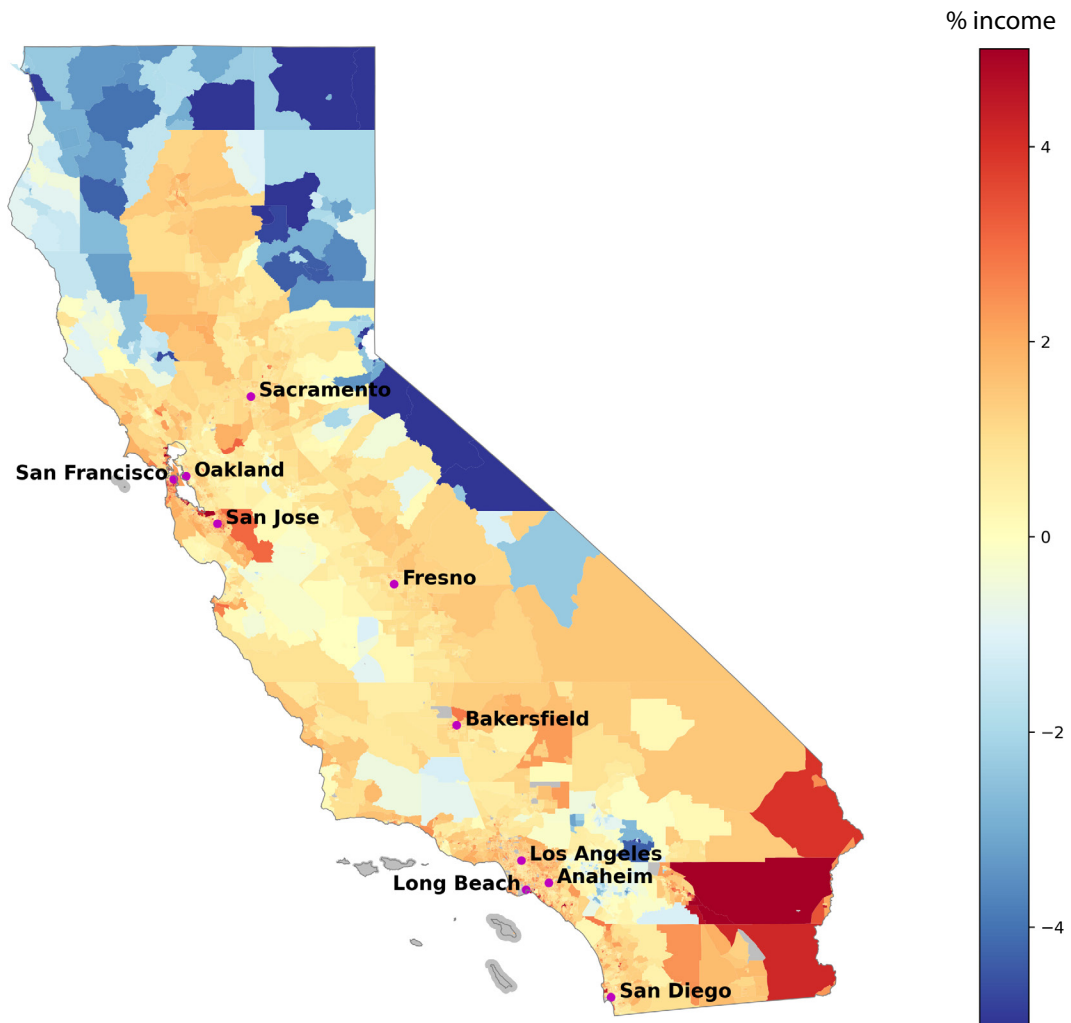 % income
4
2
0
−2
−4
Sacramento
San Francisco
Oakland
San Jose
Fresno
Bakersfield
Los Angeles
Anaheim
Long Beach
San Diego